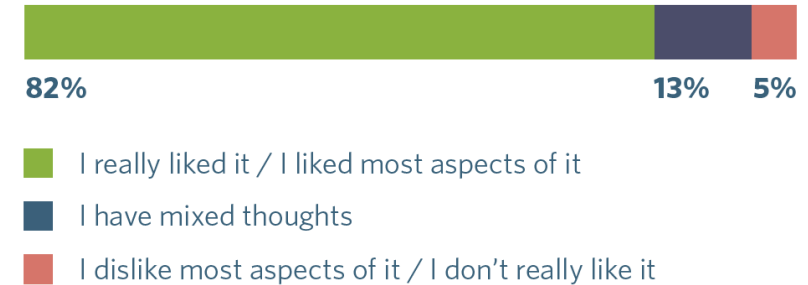 82% 13% 5%
I really liked it / I liked most aspects of it
I have mixed thoughts
I dislike most aspects of it / I don’t really like it